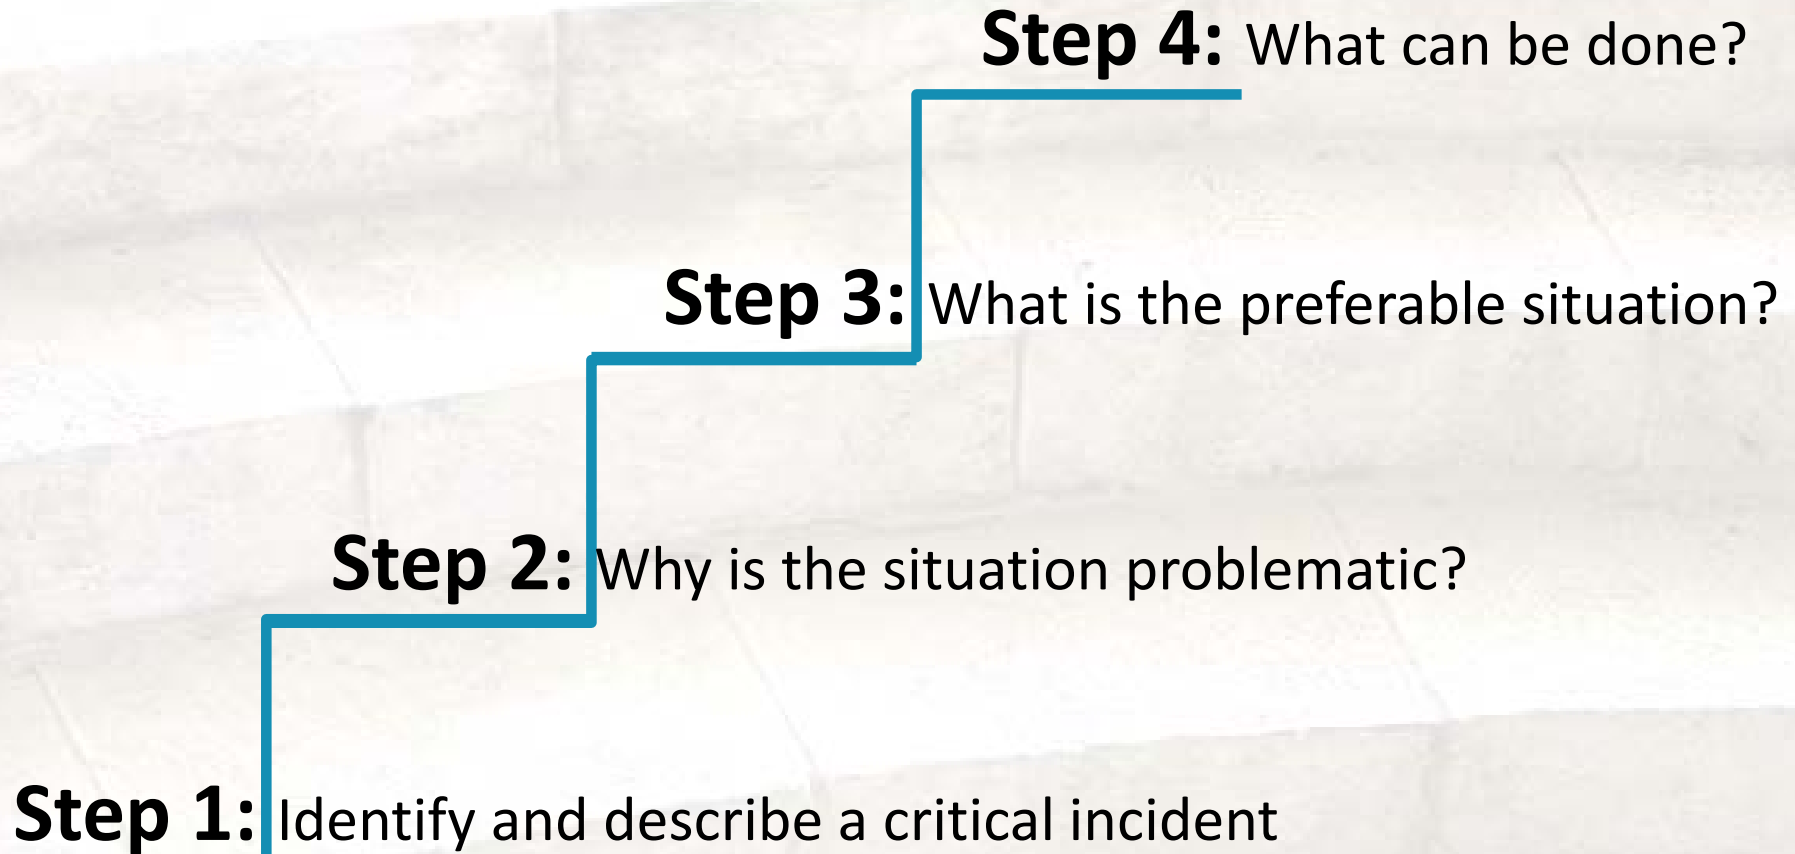 Step 4: What can be done?
Step 3: What is the preferable situation?
Step 2: Why is the situation problematic?
Step 1: Identify and describe a critical incident